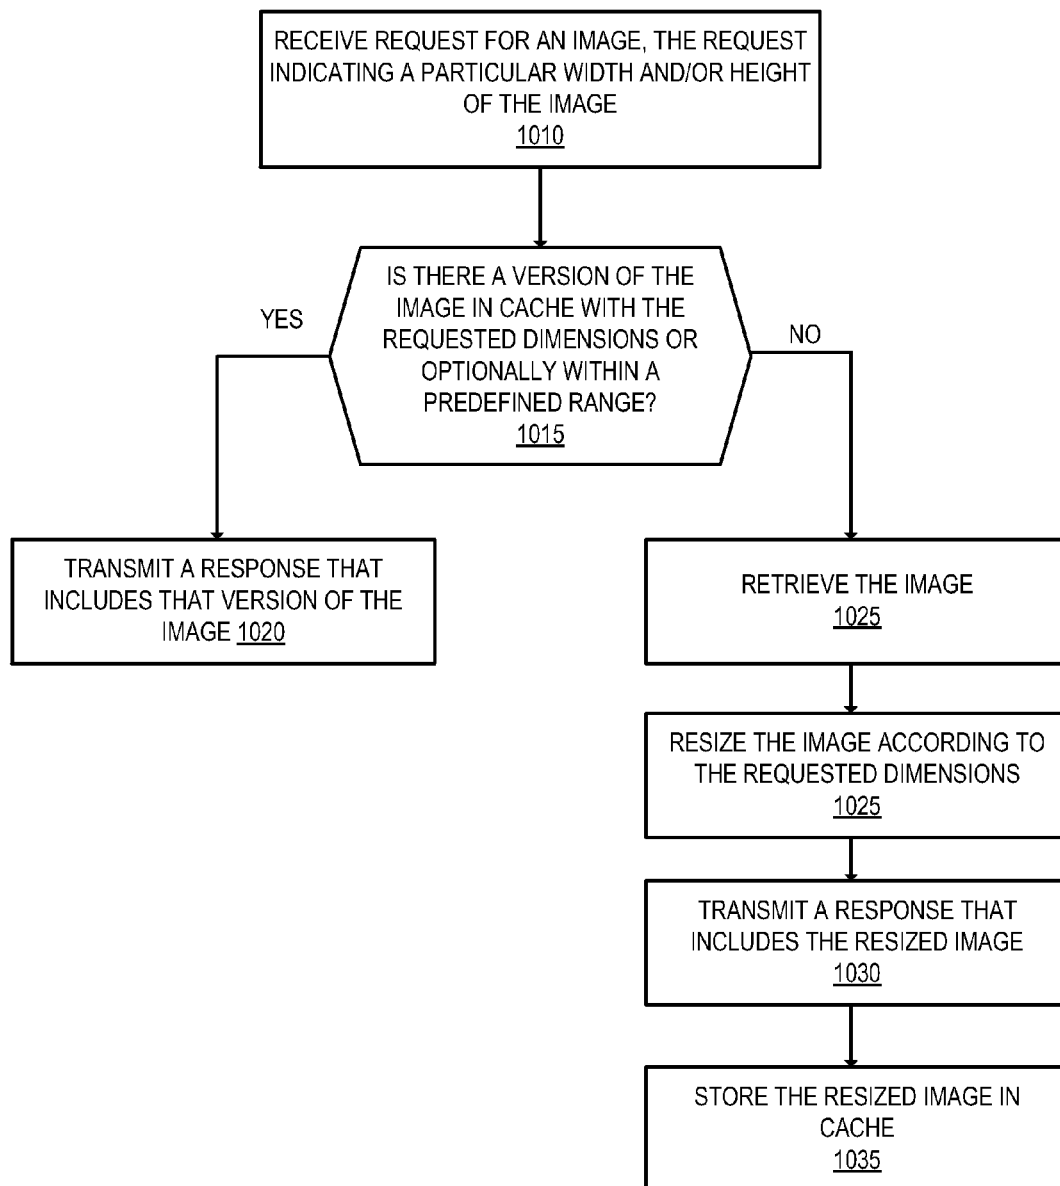 RECEIVE REQUEST FOR AN IMAGE, THE REQUEST
INDICATING A PARTICULAR WIDTH AND/OR HEIGHT
OF THE IMAGE
1010
IS THERE A VERSION OF THE
IMAGE IN CACHE WITH THE
REQUESTED DIMENSIONS OR
OPTIONALLY WITHIN A
PREDEFINED RANGE?
1015
YES
NO
TRANSMIT A RESPONSE THAT
INCLUDES THAT VERSION OF THE
IMAGE 1020
RETRIEVE THE IMAGE
1025
RESIZE THE IMAGE ACCORDING TO
THE REQUESTED DIMENSIONS
1025
TRANSMIT A RESPONSE THAT
INCLUDES THE RESIZED IMAGE
1030
STORE THE RESIZED IMAGE IN
CACHE
1035